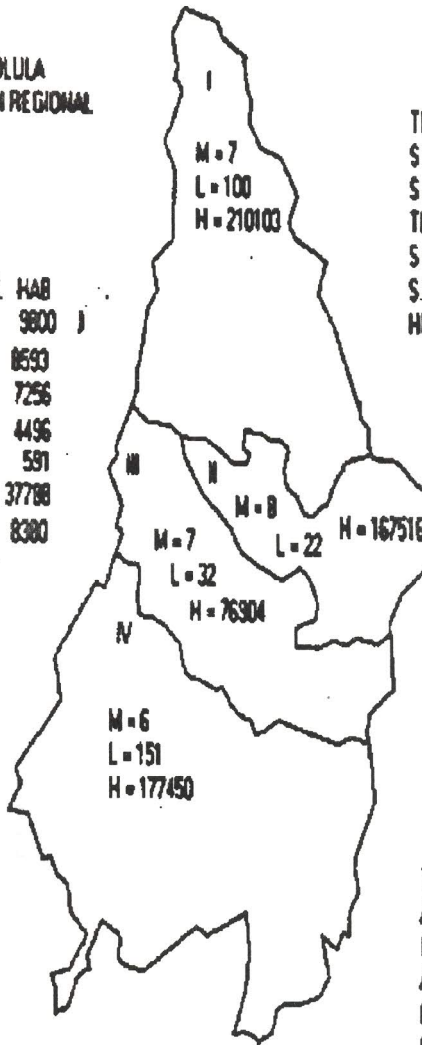 OLULA
N REGIONAL
HAB
9800
8593
7256
4496
591
37788
8380
I
M = 7
L = 100
H = 210103
III
II
M = 8
L = 22
H = 167516
M = 7
L = 32
H = 76904
IV
M = 6
L = 151
H = 177450
S
S
S
S.